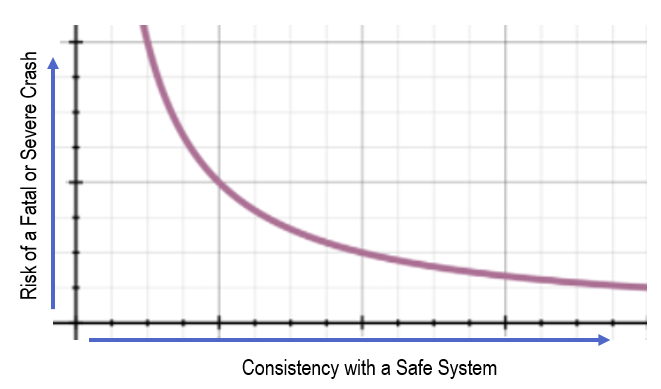 Risk of a Fatal or Severe Crash
Consistency with a Safe System